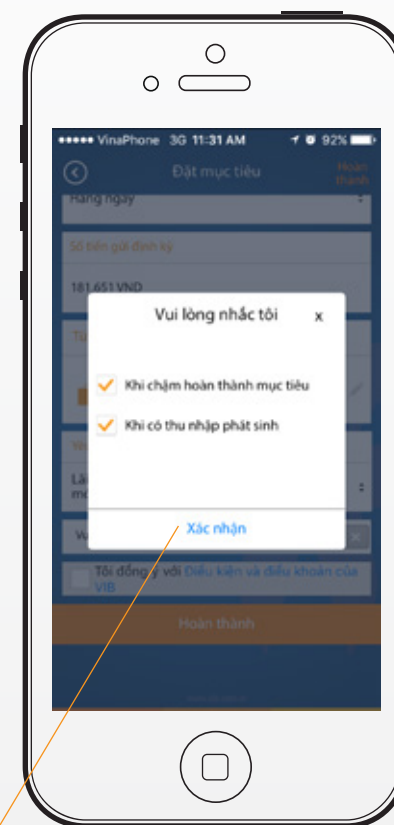 VinaPhone 3G 11:31 AM 92%
Đặt mục tiêu
Hoàn
thành
Hàng ngày
Số tiền gửi định kỳ
181,651 VND
Vui lòng nhắc tôi x
Khi chậm hoàn thành mục tiêu
Khi có thu nhập phát sinh
Xác nhận
Tôi đồng ý với Điều kiện và điều khoản của
VIB
Hoàn thành